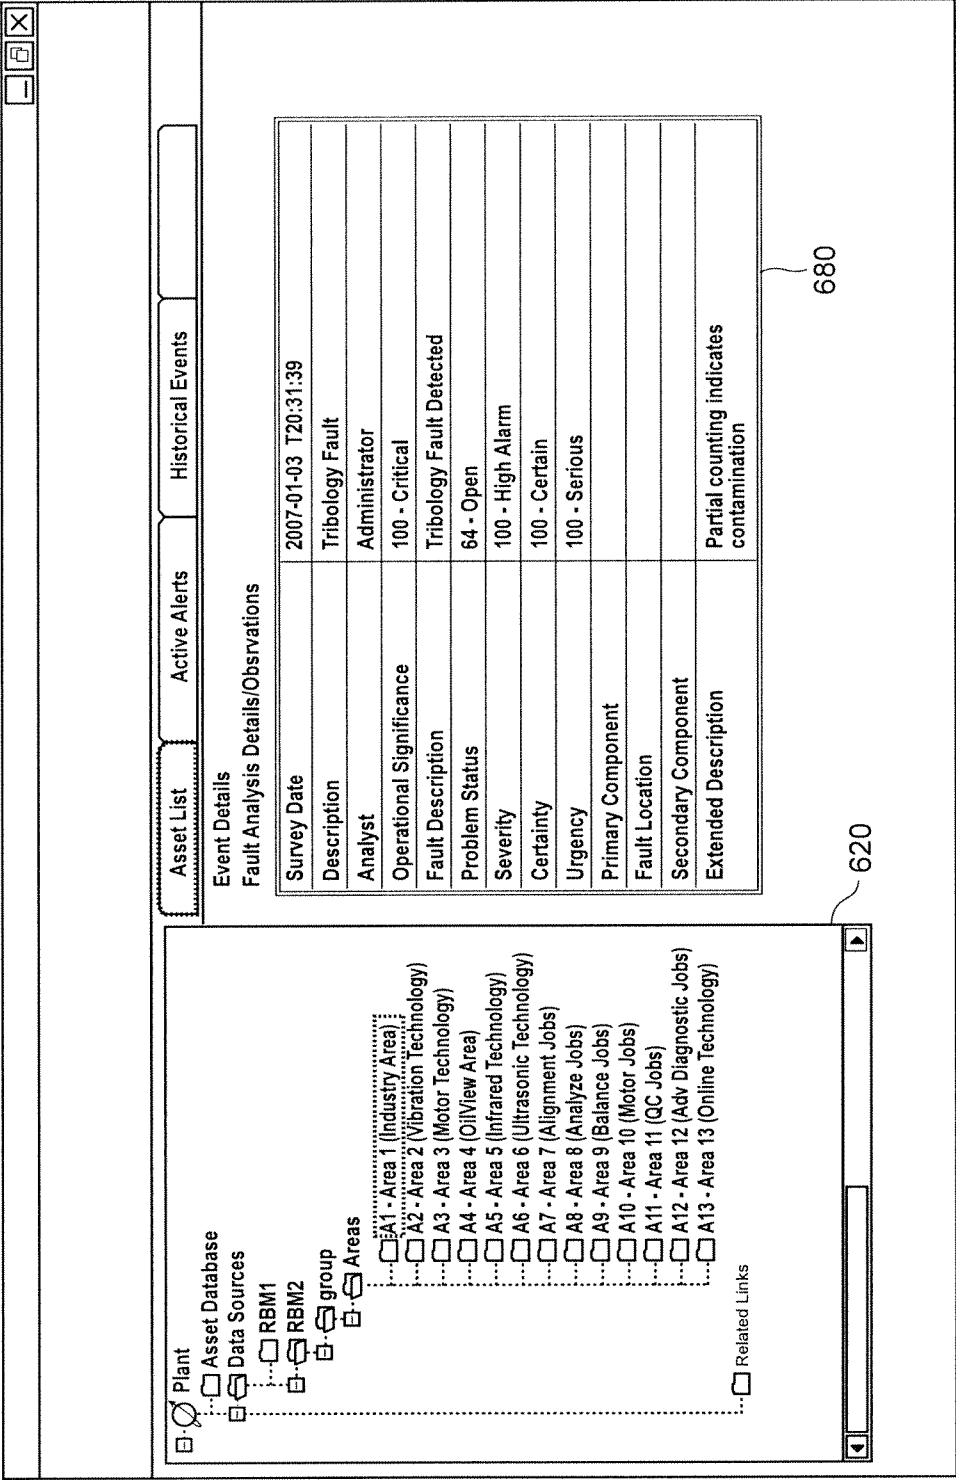 Asset List
Active Alerts
Historical Events
Plant
Asset Database
Data Sources
RBM1
RBM2
group
Areas
A1 - Area 1 (Industry Area)
A2 - Area 2 (Vibration Technology)
A3 - Area 3 (Motor Technology)
A4 - Area 4 (OilView Area)
A5 - Area 5 (Infrared Technology)
A6 - Area 6 (Ultrasonic Technology)
A7 - Area 7 (Alignment Jobs)
A8 - Area 8 (Analyze Jobs)
A9 - Area 9 (Balance Jobs)
A10 - Area 10 (Motor Jobs)
A11 - Area 11 (QC Jobs)
A12 - Area 12 (Adv Diagnostic Jobs)
A13 - Area 13 (Online Technology)
Related Links
620
Event Details
Fault Analysis Details/Obsrvations
Survey Date 2007-01-03 T20:31:39
Description Tribology Fault
Analyst Administrator
Operational Significance 100 - Critical
Fault Description Tribology Fault Detected
Problem Status 64 - Open
Severity 100 - High Alarm
Certainty 100 - Certain
Urgency 100 - Serious
Primary Component
Fault Location
Secondary Component
Extended Description Partial counting indicates
contamination
680